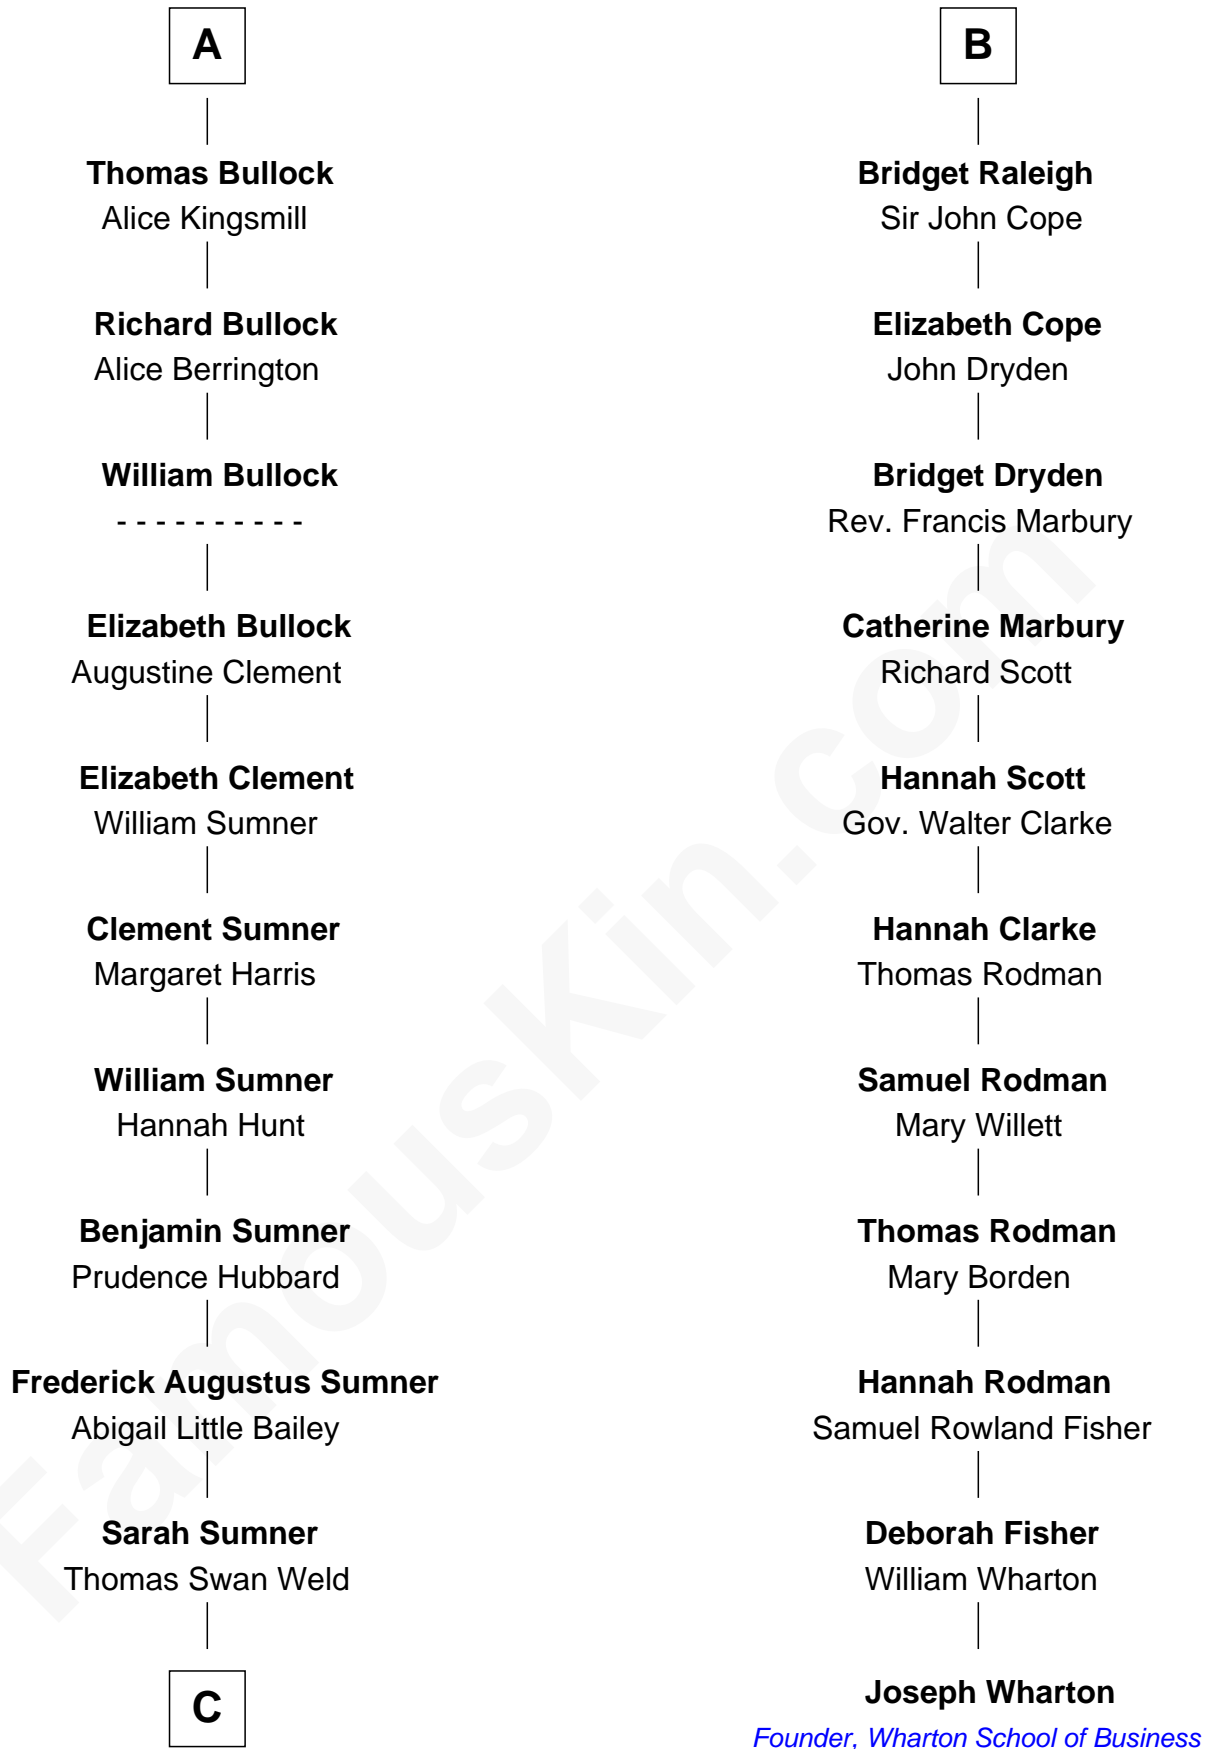 A
Thomas Bullock
Alice Kingsmill
Richard Bullock
Alice Berrington
William Bullock
- - - - - - - - - -
Elizabeth Bullock
Augustine Clement
Elizabeth Clement
William Sumner
Clement Sumner
Margaret Harris
William Sumner
Hannah Hunt
Benjamin Sumner
Prudence Hubbard
Frederick Augustus Sumner
Abigail Little Bailey
Sarah Sumner
Thomas Swan Weld
C
B
Bridget Raleigh
Sir John Cope
Elizabeth Cope
John Dryden
Bridget Dryden
Rev. Francis Marbury
Catherine Marbury
Richard Scott
Hannah Scott
Gov. Walter Clarke
Hannah Clarke
Thomas Rodman
Samuel Rodman
Mary Willett
Thomas Rodman
Mary Borden
Hannah Rodman
Samuel Rowland Fisher
Deborah Fisher
William Wharton
Joseph Wharton
Founder, Wharton School of Business
FamousKin.com